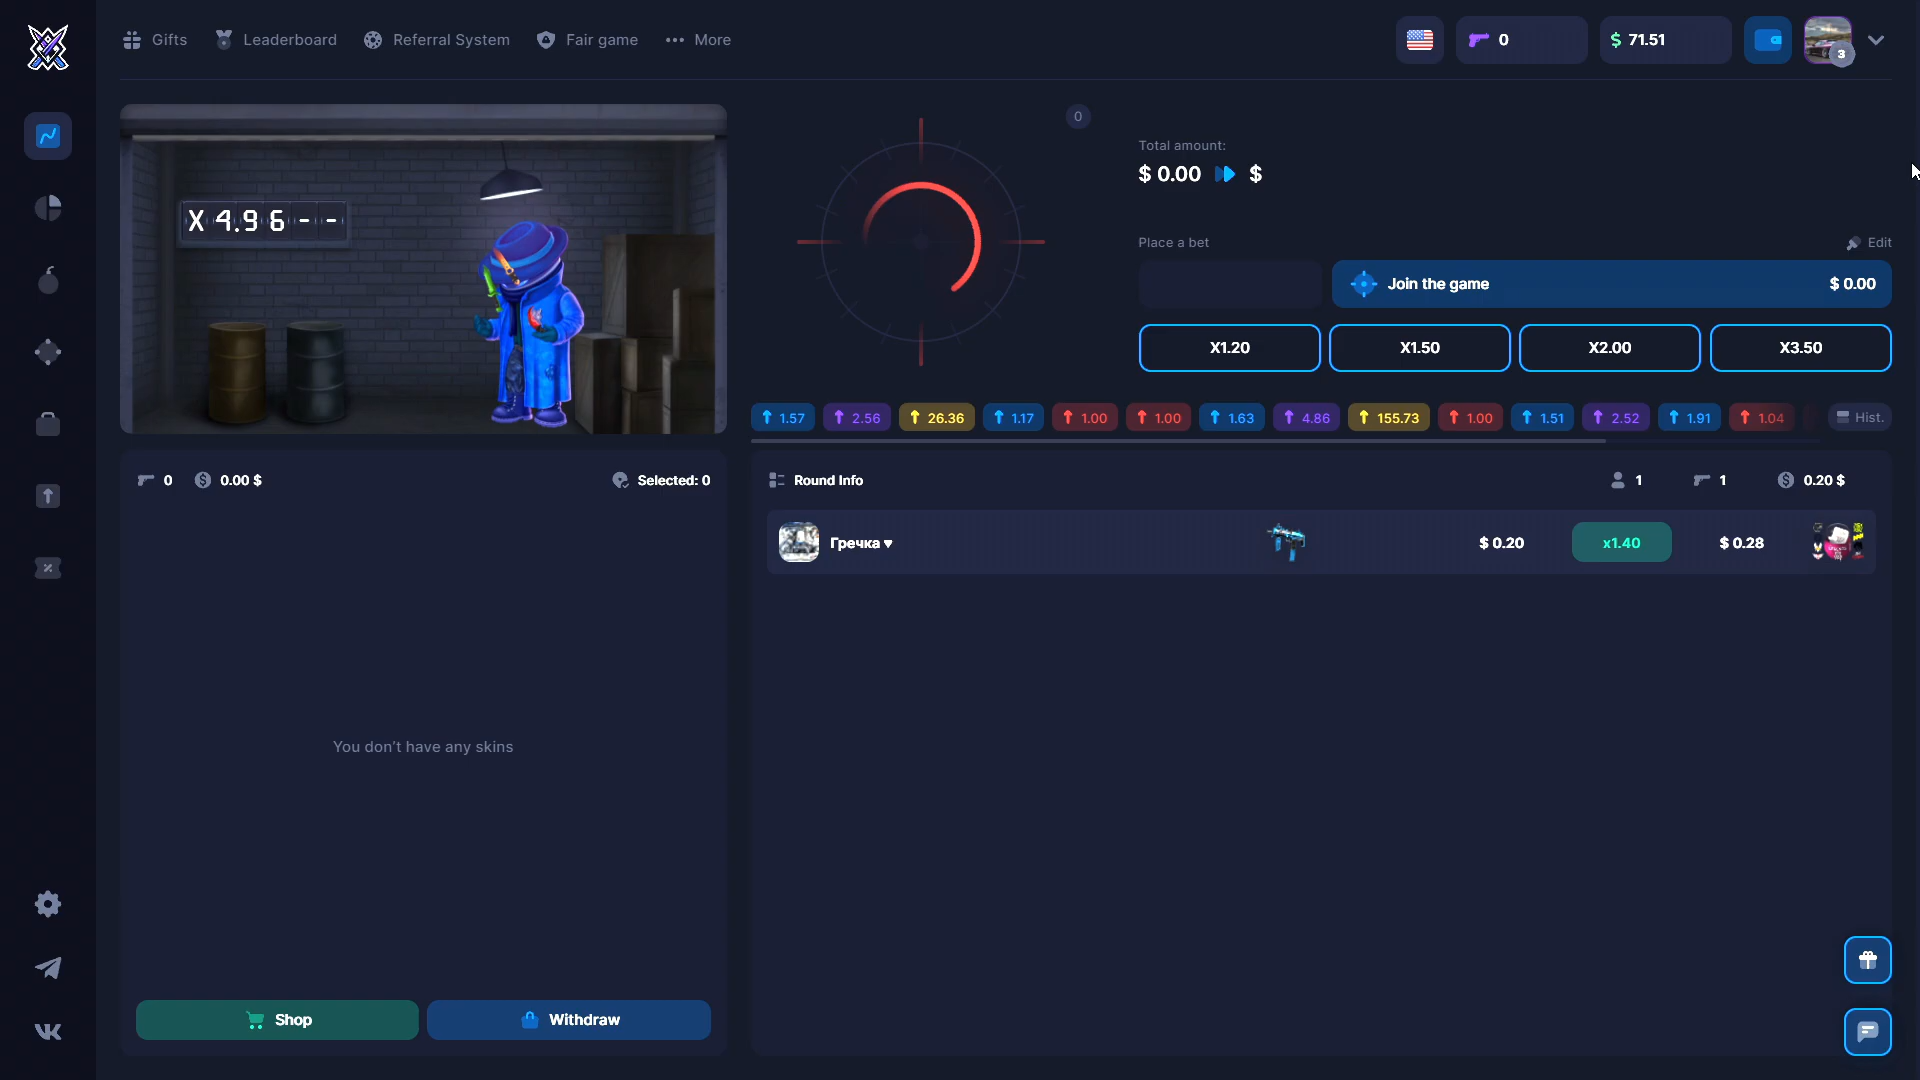 Gifts Leaderboard Referral System Fair game More 0 $ 71.51 3
X 4.96--
0
Total amount:
$ 0.00 $
Place a bet Edit
Join the game $ 0.00
X1.20 X1.50 X2.00 X3.50
1.57 2.56 26.36 1.17 1.00 1.00 1.63 4.86 155.73 1.00 1.51 2.52 1.91 1.04 Hist.
0 0.00 $ Selected: 0
Round Info 1 1 0.20 $
Гречка ♥ $ 0.20 x1.40 $ 0.28
You don't have any skins
Shop Withdraw